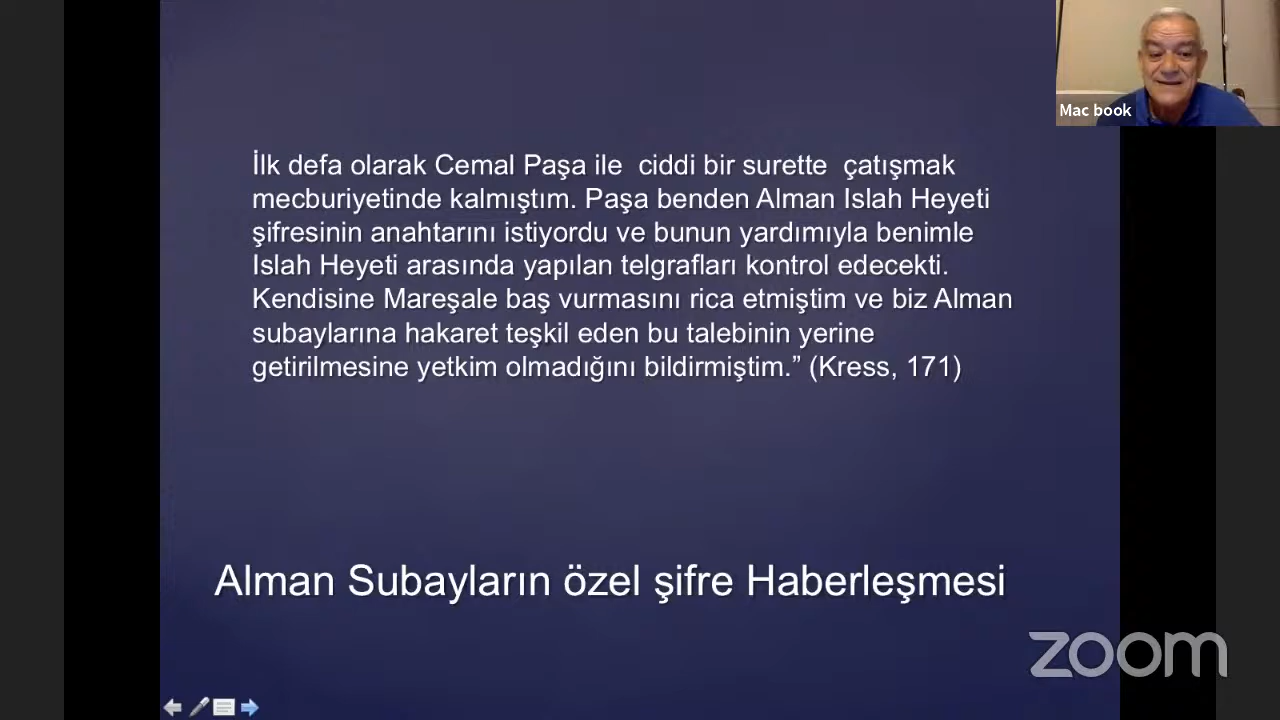 Mac book
İlk defa olarak Cemal Paşa ile ciddi bir surette çatışmak
mecburiyetinde kalmıştım. Paşa benden Alman Islah Heyeti
şifresinin anahtarını istiyordu ve bunun yardımıyla benimle
Islah Heyeti arasında yapılan telgrafları kontrol edecekti.
Kendisine Mareşale baş vurmasını rica etmiştim ve biz Alman
subaylarına hakaret teşkil eden bu talebinin yerine
getirilmesine yetkim olmadığını bildirmiştim.” (Kress, 171)
Alman Subayların özel şifre Haberleşmesi
zoom